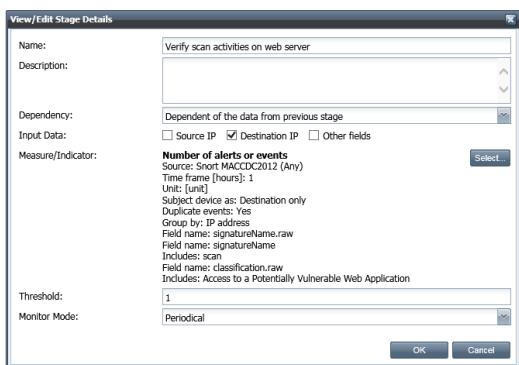 View/Edit Stage Details
Name:
Verify scan activities on web server
Description:
Dependency:
Dependent of the data from previous stage
Input Data:
Source IP Destination IP Other fields
Measure/Indicator:
Number of alerts or events
Select...
Source: Snort MACCDC2012 (Any)
Time frame [hours]: 1
Unit: [unit]
Subject device as: Destination only
Duplicate events: Yes
Group by: IP address
Field name: signatureName.raw
Field name: signatureName
Includes: scan
Field name: classification.raw
Includes: Access to a Potentially Vulnerable Web Application
Threshold:
1
Monitor Mode:
Periodical
OK Cancel